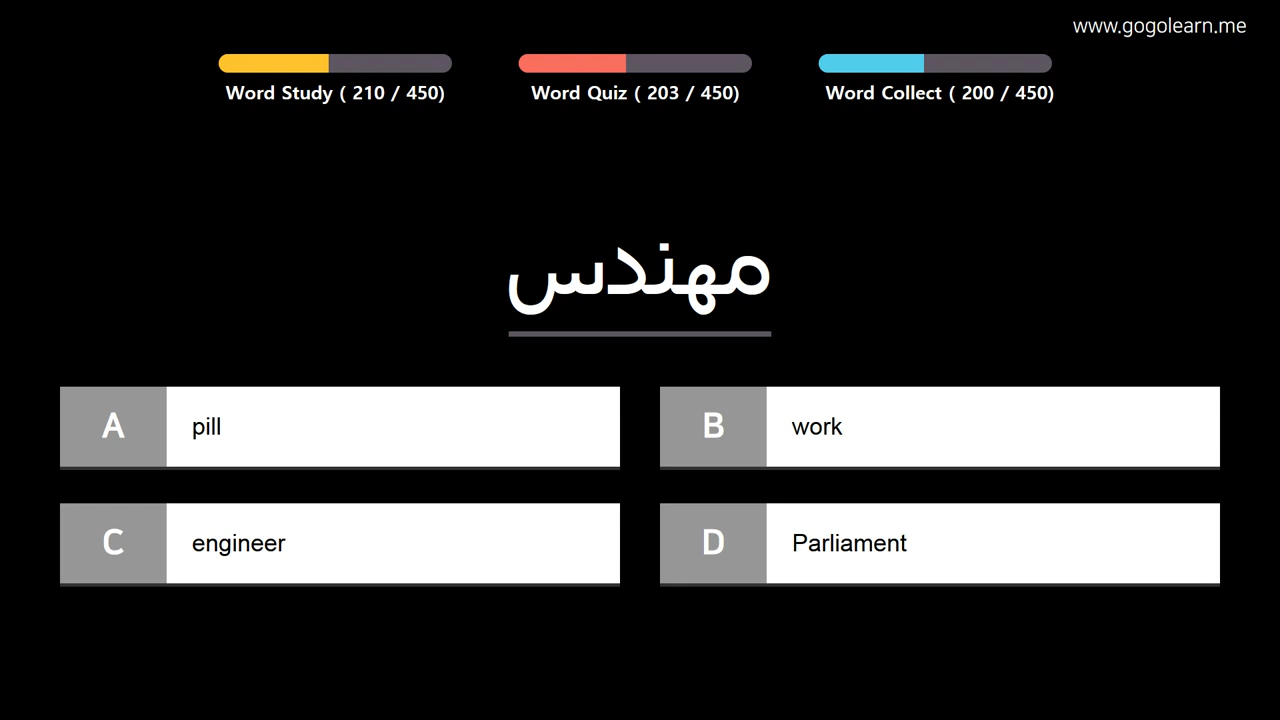 www.gogolearn.me
Word Study ( 210 / 450)
Word Quiz ( 203 / 450)
Word Collect ( 200 / 450)
مهندس
A pill
B work
C engineer
D Parliament